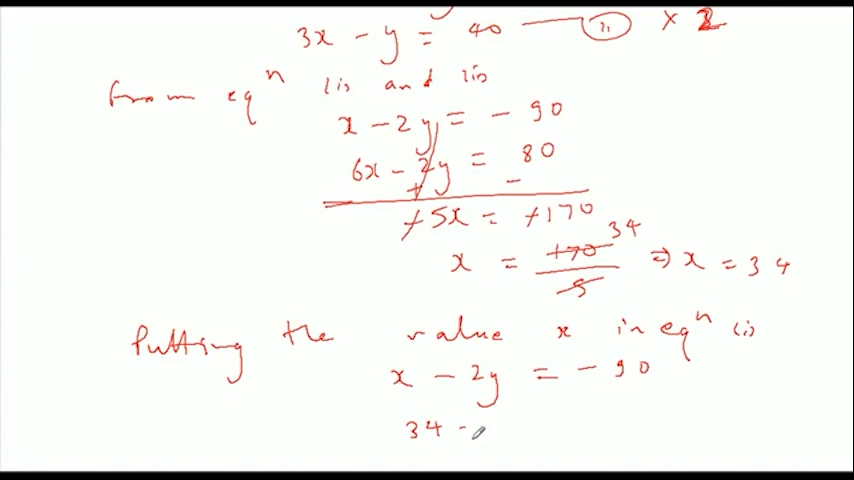 3x - y = 40 — (ii) × 2
From eqn (i) and (ii)
x - 2y = - 90
6x - 2y = 80
+ -
+5x = +170
34
x = 170/5 ⇒ x = 34
Putting the value x in eqn (i)
x - 2y = - 90
34 -